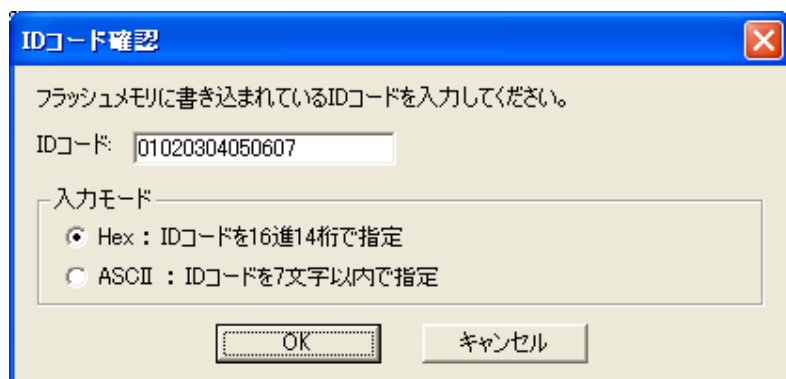 IDコード確認
フラッシュメモリに書き込まれているIDコードを入力してください。
IDコード: 01020304050607
入力モード
Hex : IDコードを16進14桁で指定
ASCII : IDコードを7文字以内で指定
OK キャンセル